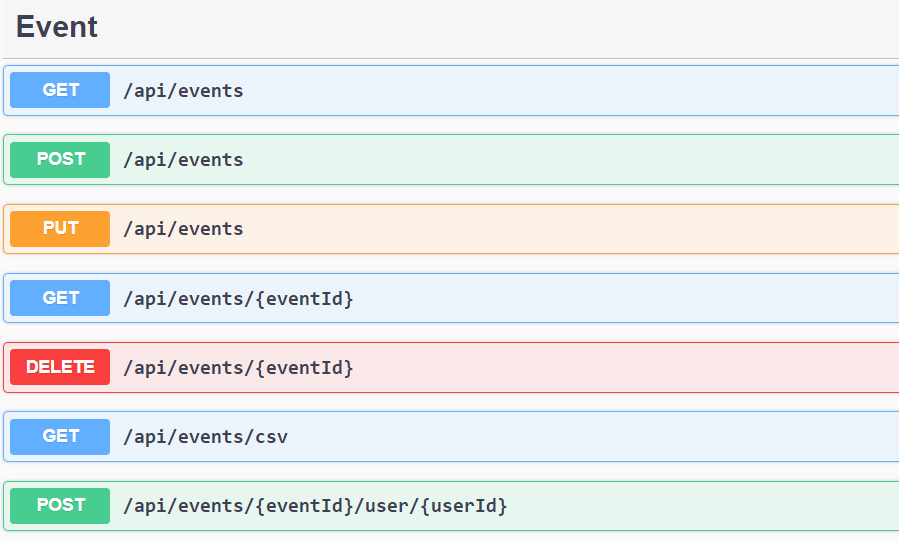 Event
GET /api/events
POST /api/events
PUT /api/events
GET /api/events/{eventId}
DELETE /api/events/{eventId}
GET /api/events/csv
POST /api/events/{eventId}/user/{userId}